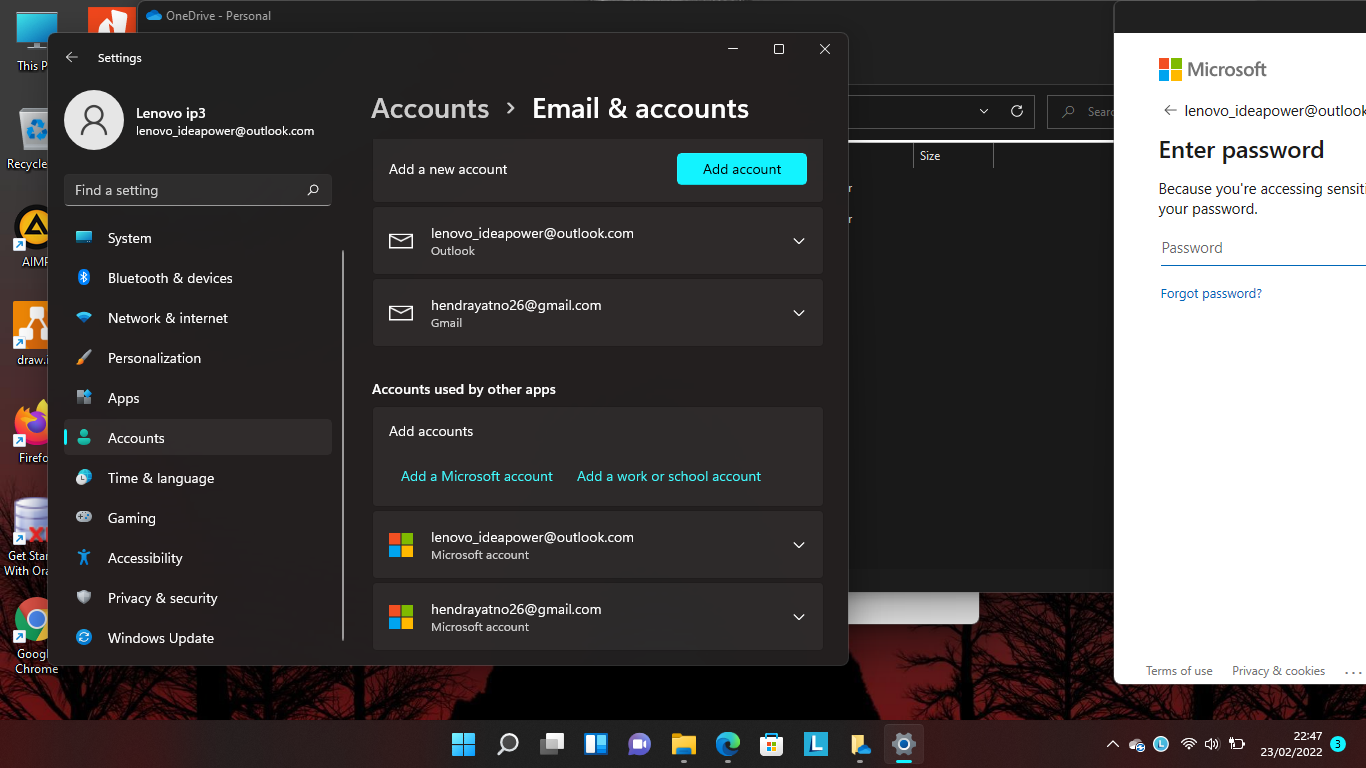 This P
Recycle
AIMP
draw.i
Firefo
Get Star
With Ora
Google
Chrome
OneDrive - Personal
Settings
Lenovo ip3
lenovo_ideapower@outlook.com
Find a setting
System
Bluetooth & devices
Network & internet
Personalization
Apps
Accounts
Time & language
Gaming
Accessibility
Privacy & security
Windows Update
Accounts > Email & accounts
Add a new account
Add account
lenovo_ideapower@outlook.com
Outlook
hendrayatno26@gmail.com
Gmail
Accounts used by other apps
Add accounts
Add a Microsoft account
Add a work or school account
lenovo_ideapower@outlook.com
Microsoft account
hendrayatno26@gmail.com
Microsoft account
Searc
Size
r
r
Microsoft
lenovo_ideapower@outlook
Enter password
Because you're accessing sensiti
your password.
Password
Forgot password?
Terms of use
Privacy & cookies
...
L
L
22:47
23/02/2022
3